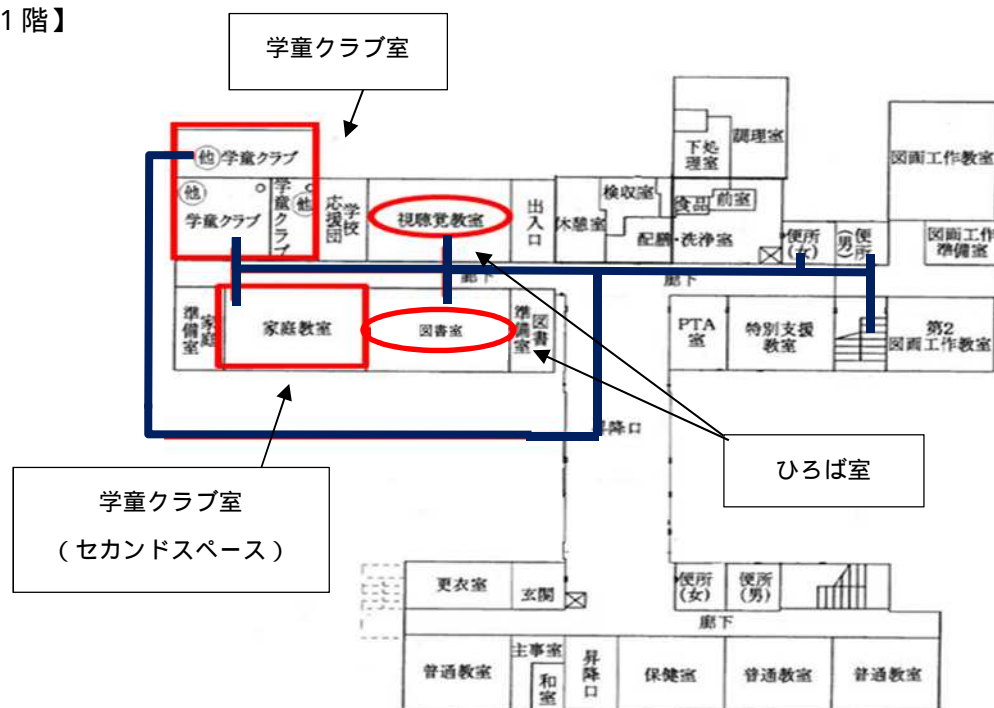 1階】
学童クラブ室
調理室
下処理室
図画工作教室
他 学童クラブ
他
学童クラブ
学童クラブ
他
学校応援団
視聴覚教室
出入口
休憩室
検収室
食品
前室
配膳・洗浄室
便所(女)
便所(男)
図画工作準備室
廊下
廊下
家庭準備室
家庭教室
図書室
図書準備室
PTA室
特別支援教室
第2図画工作教室
昇降口
ひろば室
学童クラブ室
(セカンドスペース)
更衣室
玄関
便所(女)
便所(男)
廊下
普通教室
主事室
和室
昇降口
保健室
普通教室
普通教室